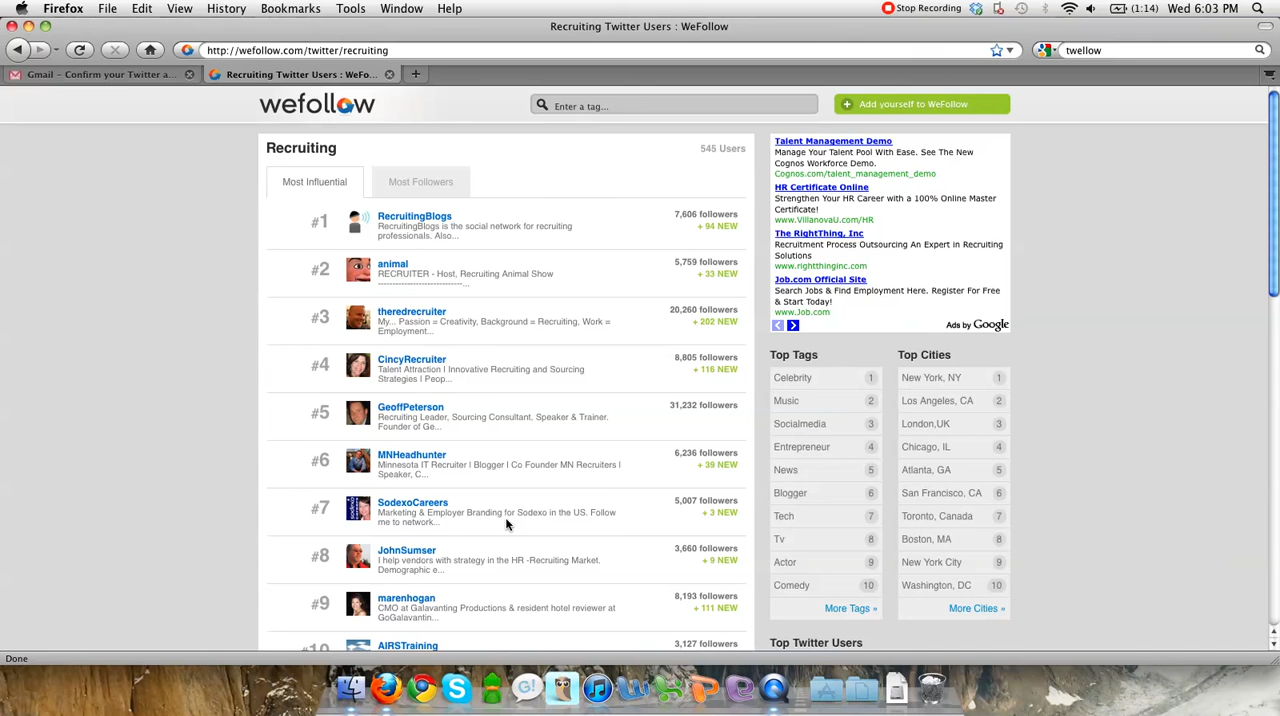 Firefox File Edit View History Bookmarks Tools Window Help Stop Recording (1:14) Wed 6:03 PM
Recruiting Twitter Users : WeFollow
http://wefollow.com/twitter/recruiting twellow
Gmail – Confirm your Twitter a... Recruiting Twitter Users : WeFo...
wefollow Enter a tag... Add yourself to WeFollow
Recruiting 545 Users
Most Influential Most Followers
#1 RecruitingBlogs 7,606 followers
RecruitingBlogs is the social network for recruiting + 94 NEW
professionals. Also...
#2 animal 5,759 followers
RECRUITER - Host, Recruiting Animal Show + 33 NEW
-----------------------------...
#3 theredrecruiter 20,260 followers
My... Passion = Creativity, Background = Recruiting, Work = + 202 NEW
Employment...
#4 CincyRecruiter 8,805 followers
Talent Attraction l Innovative Recruiting and Sourcing + 116 NEW
Strategies l Peop...
#5 GeoffPeterson 31,232 followers
Recruiting Leader, Sourcing Consultant, Speaker & Trainer.
Founder of Ge...
#6 MNHeadhunter 6,236 followers
Minnesota IT Recruiter l Blogger l Co Founder MN Recruiters l + 39 NEW
Speaker, C...
#7 SodexoCareers 5,007 followers
Marketing & Employer Branding for Sodexo in the US. Follow + 3 NEW
me to network...
#8 JohnSumser 3,660 followers
I help vendors with strategy in the HR -Recruiting Market. + 9 NEW
Demographic e...
#9 marenhogan 8,193 followers
CMO at Galavanting Productions & resident hotel reviewer at + 111 NEW
GoGalavantin...
#10 AIRSTraining 3,127 followers
Talent Management Demo
Manage Your Talent Pool With Ease. See The New
Cognos Workforce Demo.
Cognos.com/talent_management_demo
HR Certificate Online
Strengthen Your HR Career with a 100% Online Master
Certificate!
www.VillanovaU.com/HR
The RightThing, Inc
Recruitment Process Outsourcing An Expert in Recruiting
Solutions
www.rightthinginc.com
Job.com Official Site
Search Jobs & Find Employment Here. Register For Free
& Start Today!
www.Job.com
Ads by Google
Top Tags
Celebrity 1
Music 2
Socialmedia 3
Entrepreneur 4
News 5
Blogger 6
Tech 7
Tv 8
Actor 9
Comedy 10
More Tags »
Top Cities
New York, NY 1
Los Angeles, CA 2
London,UK 3
Chicago, IL 4
Atlanta, GA 5
San Francisco, CA 6
Toronto, Canada 7
Boston, MA 8
New York City 9
Washington, DC 10
More Cities »
Top Twitter Users
Done